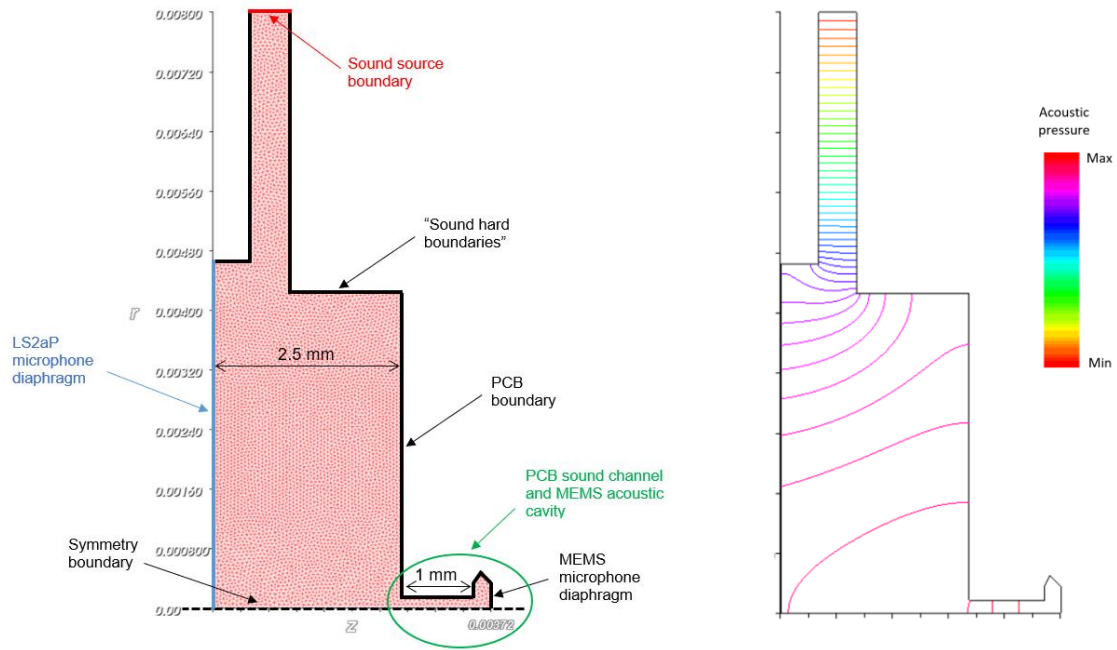 0.00800
Sound source
boundary
0.00720
0.00640
0.00560
0.00480
"Sound hard
boundaries"
0.00400
r
LS2aP
microphone
diaphragm
2.5 mm
0.00320
PCB
boundary
0.00240
PCB sound channel
and MEMS acoustic
cavity
0.00160
Symmetry
boundary
0.000800
1 mm
MEMS
microphone
diaphragm
0.00
z
0.00372
Acoustic
pressure
Max
Min